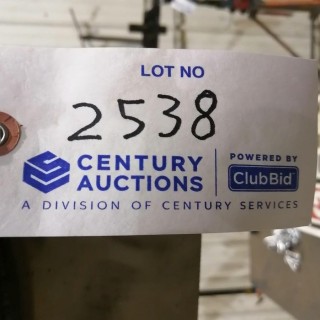 LOT NO
2538
CENTURY AUCTIONS
POWERED BY
ClubBid
A DIVISION OF CENTURY SERVICES